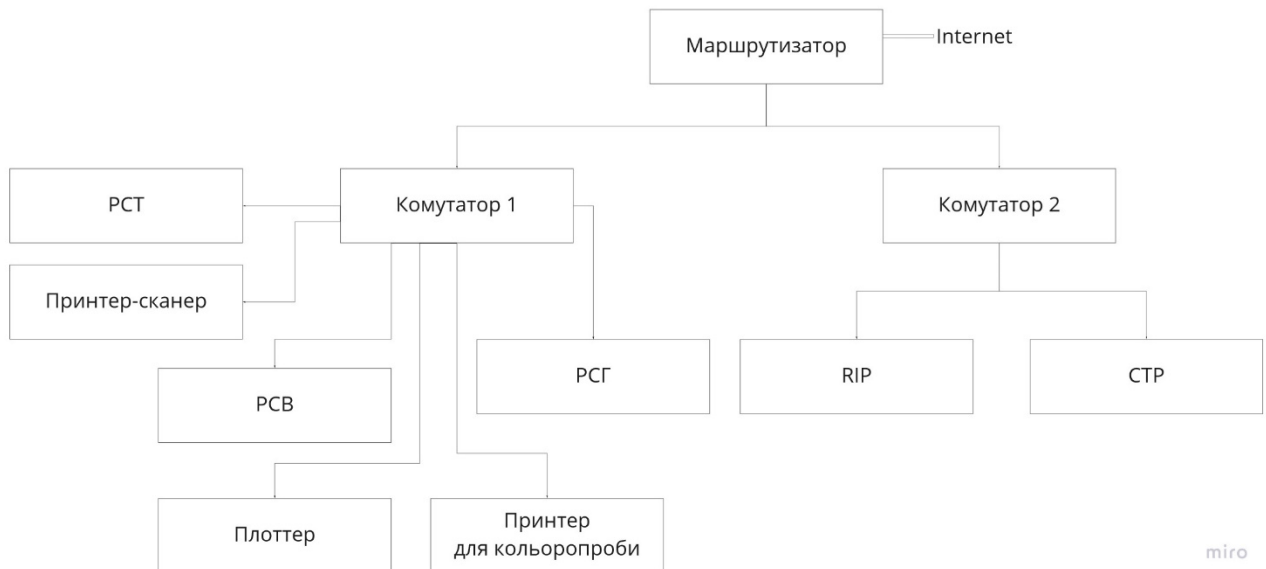 Маршрутизатор
Internet
РСТ
Комутатор 1
Комутатор 2
Принтер-сканер
РСВ
РСГ
RIP
CTP
Плоттер
Принтер
для кольоропроби
miro